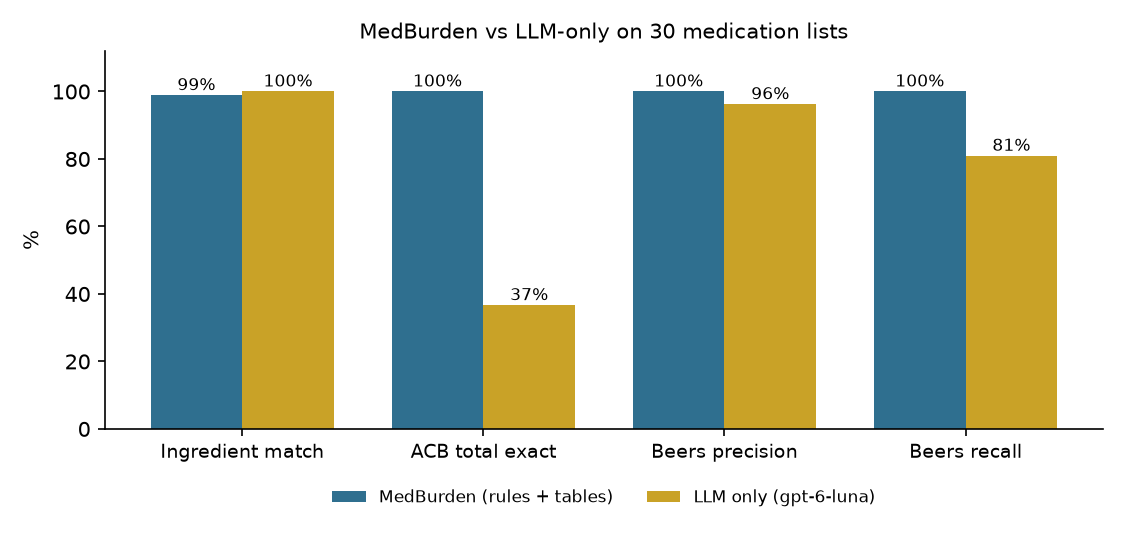 MedBurden vs LLM-only on 30 medication lists
%
100
80
60
40
20
0
99%
100%
100%
37%
100%
96%
100%
81%
Ingredient match
ACB total exact
Beers precision
Beers recall
MedBurden (rules + tables)
LLM only (gpt-6-luna)